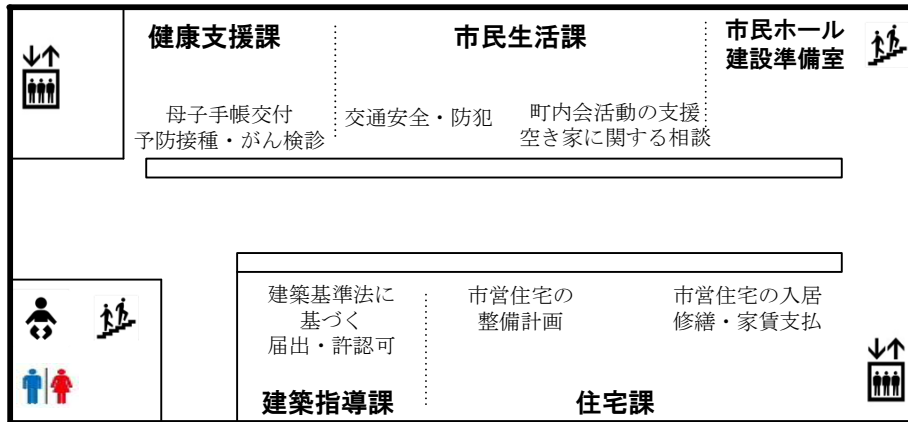 健康支援課
母子手帳交付
予防接種・がん検診
市民生活課
交通安全・防犯
町内会活動の支援
空き家に関する相談
市民ホール
建設準備室
建築基準法に
基づく
届出・許認可
建築指導課
市営住宅の
整備計画
市営住宅の入居
修繕・家賃支払
住宅課